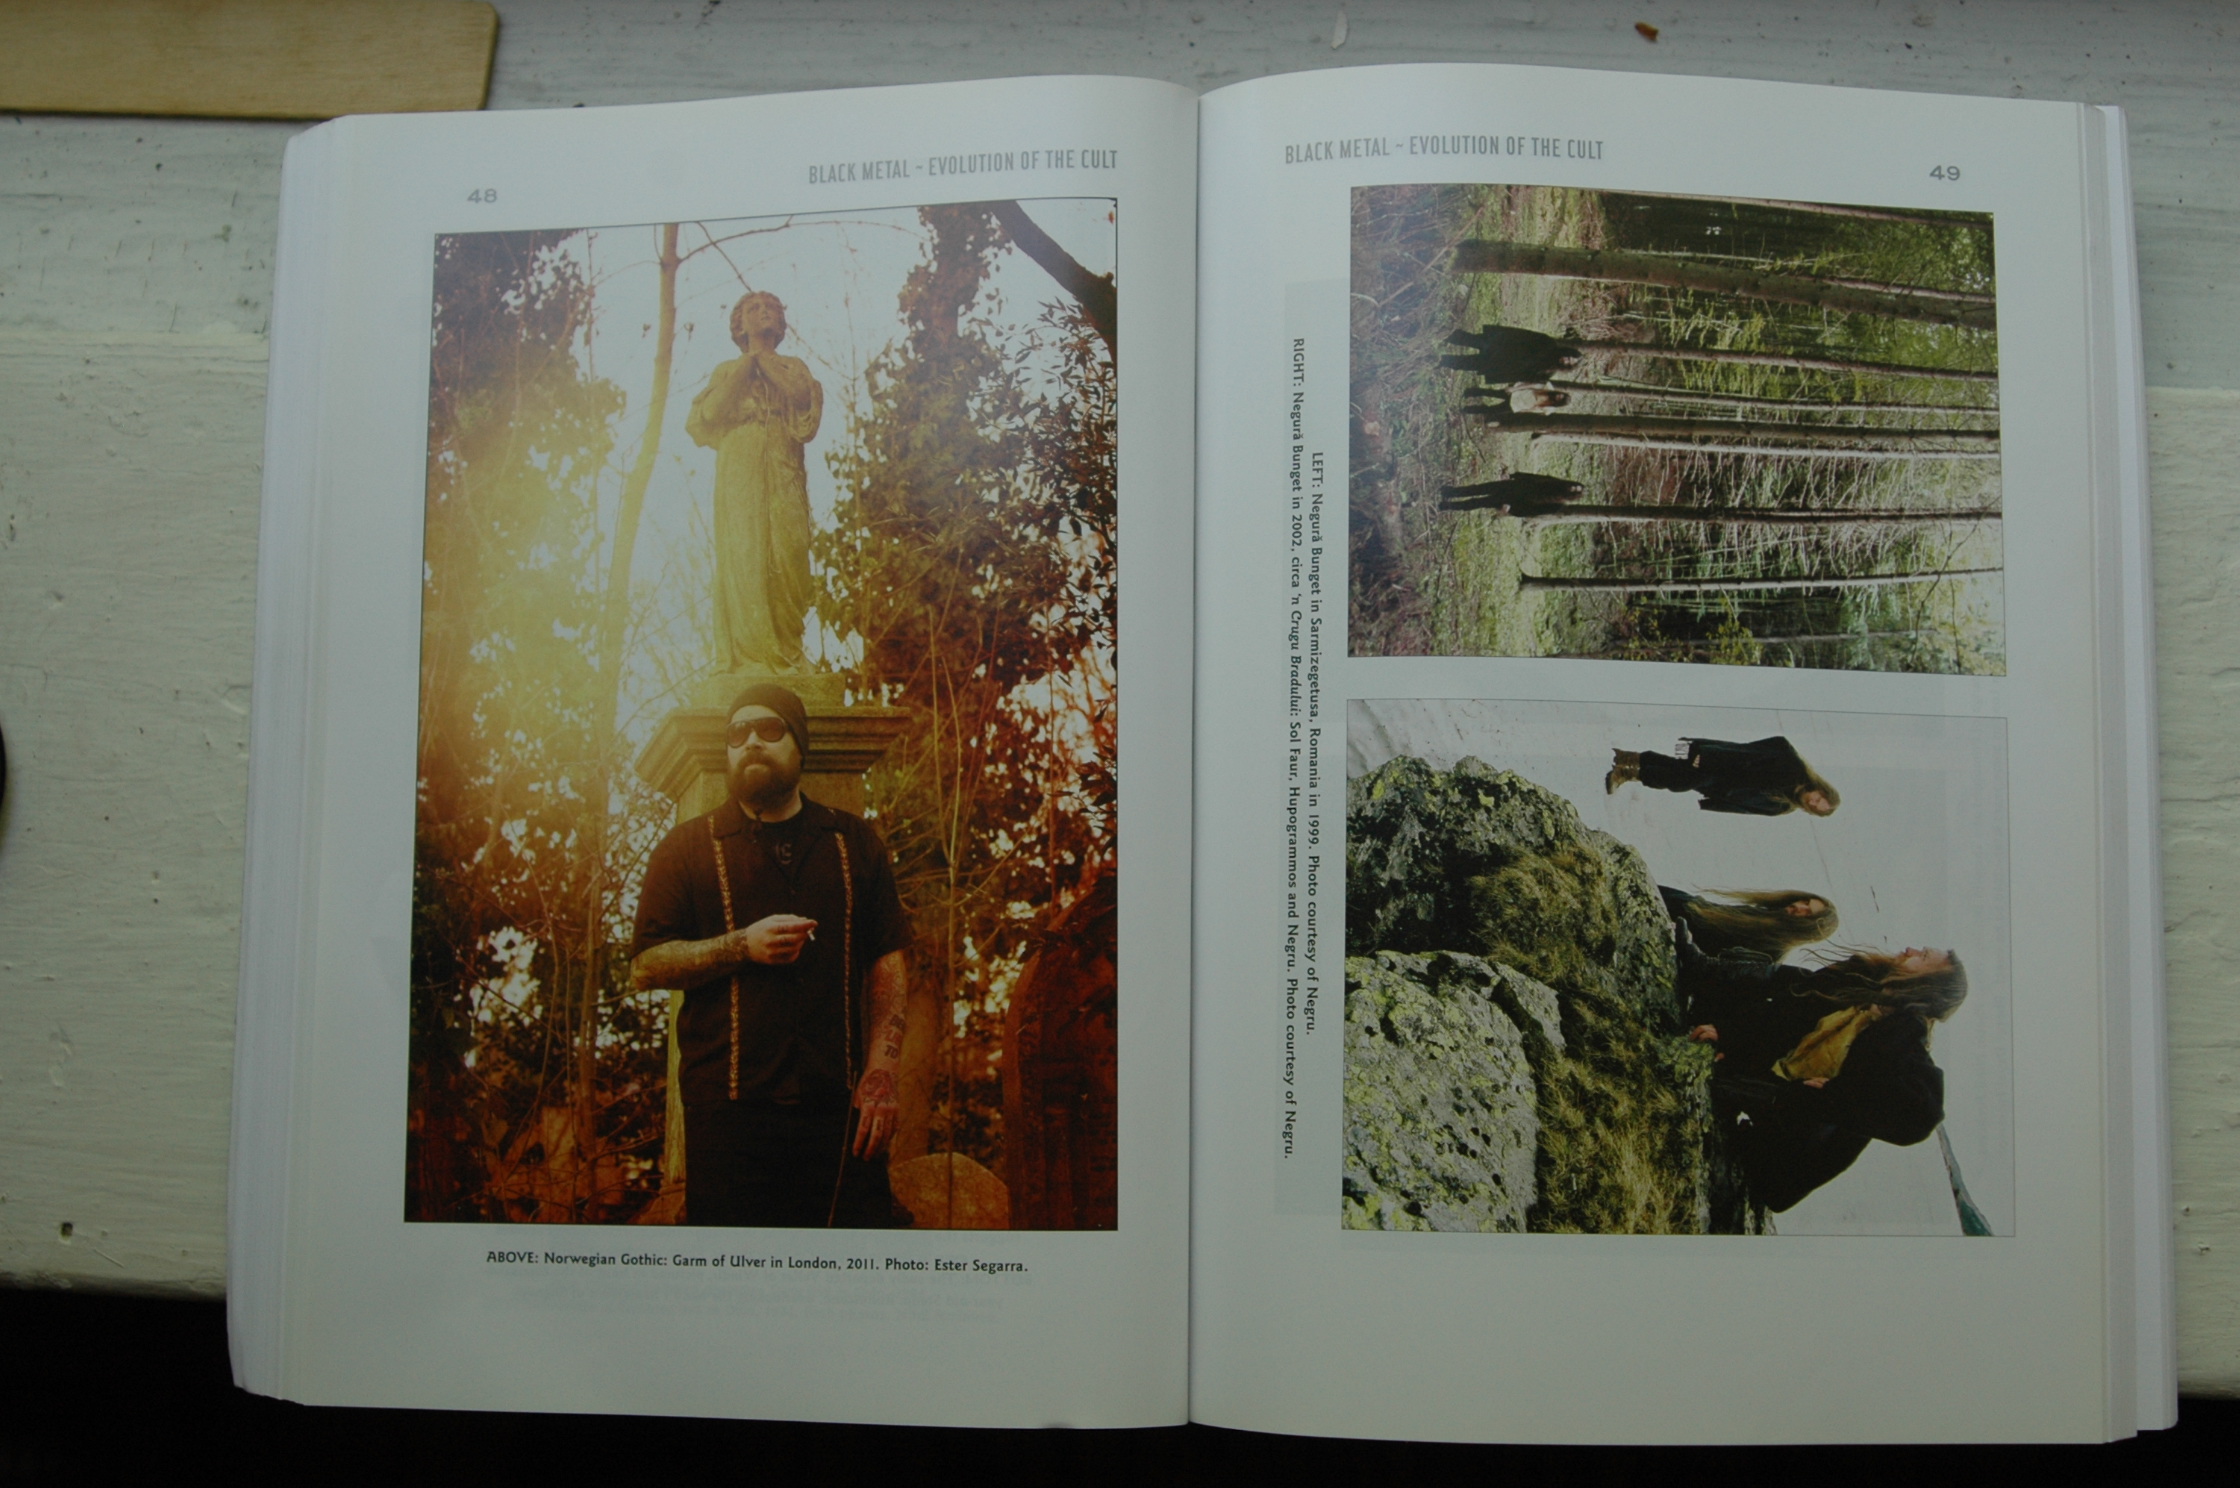 48
BLACK METAL ~ EVOLUTION OF THE CULT
ABOVE: Norwegian Gothic: Garm of Ulver in London, 2011. Photo: Ester Segarra.
BLACK METAL ~ EVOLUTION OF THE CULT
49
LEFT: Negură Bunget in Sarmizegetusa, Romania in 1999. Photo courtesy of Negru.
RIGHT: Negură Bunget in 2002, circa 'n Crugu Bradului: Sol Faur, Hupogrammos and Negru. Photo courtesy of Negru.